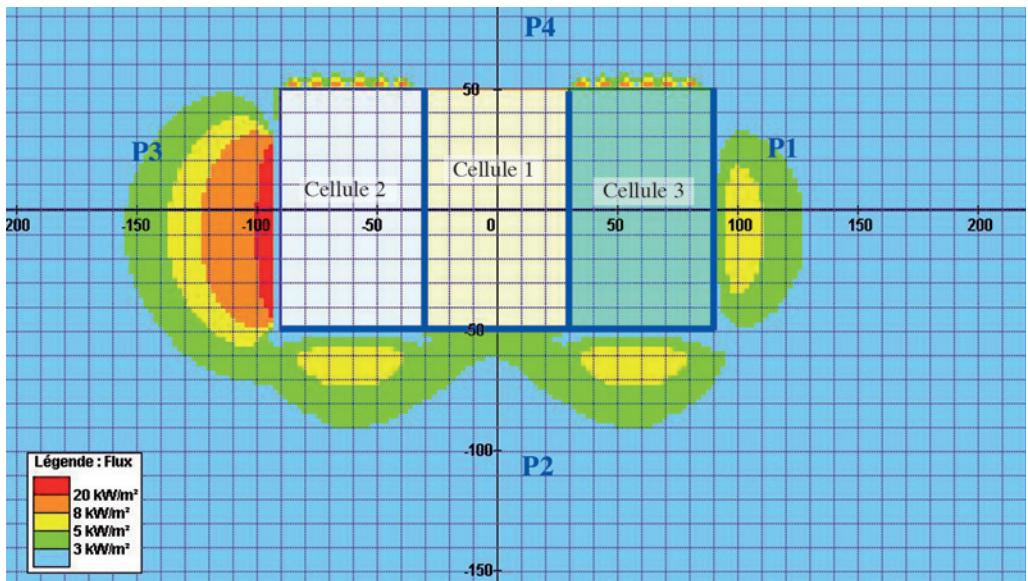 P4
50
P3
P1
Cellule 2
Cellule 1
Cellule 3
200
-150
-100
-50
0
50
100
150
200
-50
P2
-100
-150
Légende : Flux
20 kW/m²
8 kW/m²
5 kW/m²
3 kW/m²